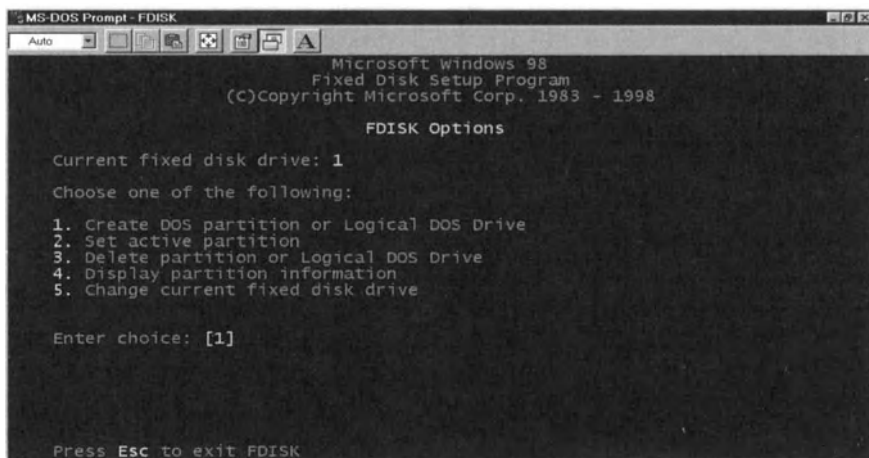 MS-DOS Prompt - FDISK
Auto
A
Microsoft Windows 98
Fixed Disk Setup Program
(C)Copyright Microsoft Corp. 1983 - 1998
FDISK Options
Current fixed disk drive: 1
Choose one of the following:
1. Create DOS partition or Logical DOS Drive
2. Set active partition
3. Delete partition or Logical DOS Drive
4. Display partition information
5. Change current fixed disk drive
Enter choice: [1]
Press Esc to exit FDISK